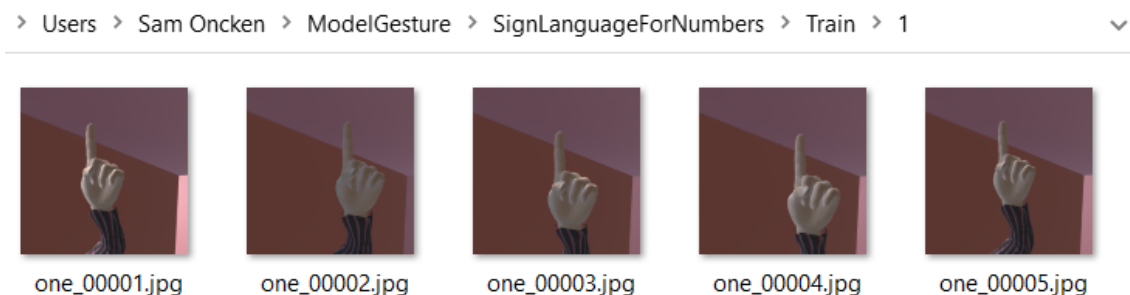 > Users > Sam Oncken > ModelGesture > SignLanguageForNumbers > Train > 1
one_00001.jpg one_00002.jpg one_00003.jpg one_00004.jpg one_00005.jpg